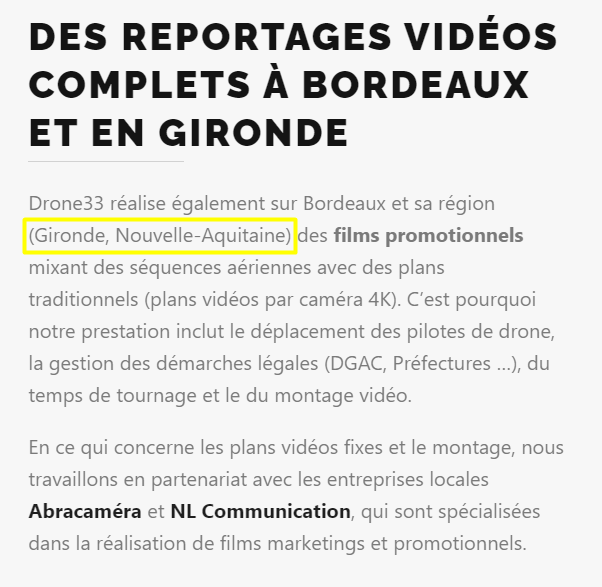 DES REPORTAGES VIDÉOS
COMPLETS À BORDEAUX
ET EN GIRONDE
Drone33 réalise également sur Bordeaux et sa région
(Gironde, Nouvelle-Aquitaine) des films promotionnels
mixant des séquences aériennes avec des plans
traditionnels (plans vidéos par caméra 4K). C’est pourquoi
notre prestation inclut le déplacement des pilotes de drone,
la gestion des démarches légales (DGAC, Préfectures …), du
temps de tournage et le du montage vidéo.
En ce qui concerne les plans vidéos fixes et le montage, nous
travaillons en partenariat avec les entreprises locales
Abracaméra et NL Communication, qui sont spécialisées
dans la réalisation de films marketings et promotionnels.